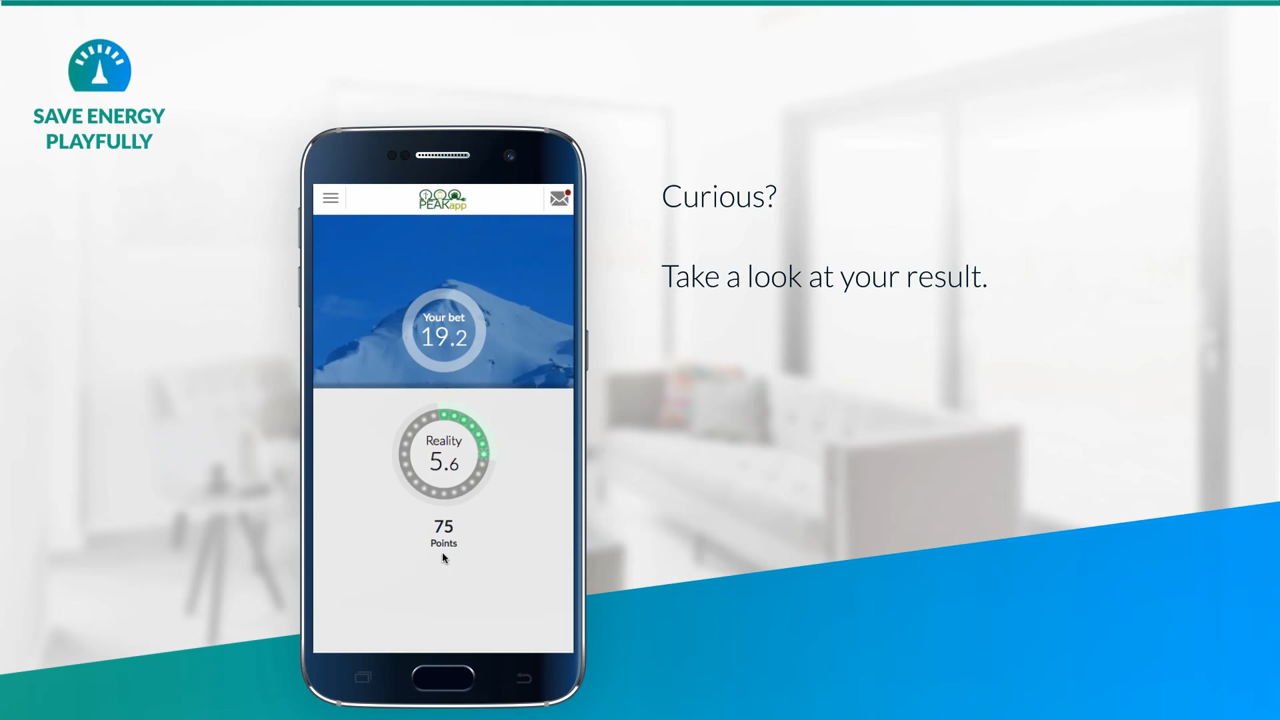 SAVE ENERGY
PLAYFULLY
PEAKapp
Your bet
19.2
Reality
5.6
75
Points
Curious?
Take a look at your result.